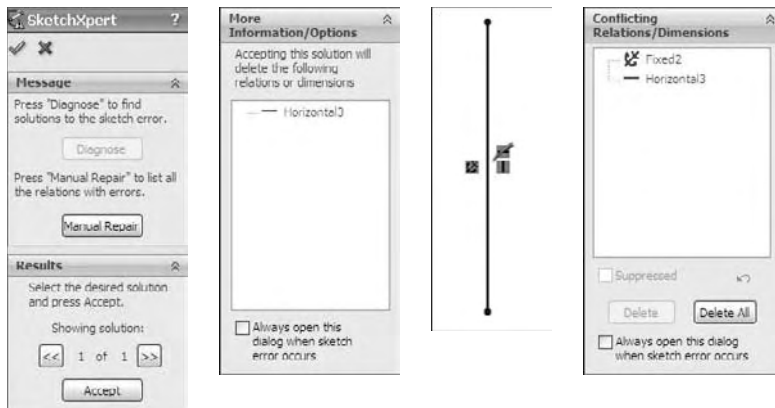 SketchXpert ?
Message
Press "Diagnose" to find
solutions to the sketch error.
Diagnose
Press "Manual Repair" to list all
the relations with errors.
Manual Repair
Results
Select the desired solution
and press Accept.
Showing solution:
<< 1 of 1 >>
Accept
More
Information/Options
Accepting this solution will
delete the following
relations or dimensions
Horizontal3
Always open this
dialog when sketch
error occurs
Conflicting
Relations/Dimensions
Fixed2
Horizontal3
Suppressed
Delete
Delete All
Always open this dialog
when sketch error occurs